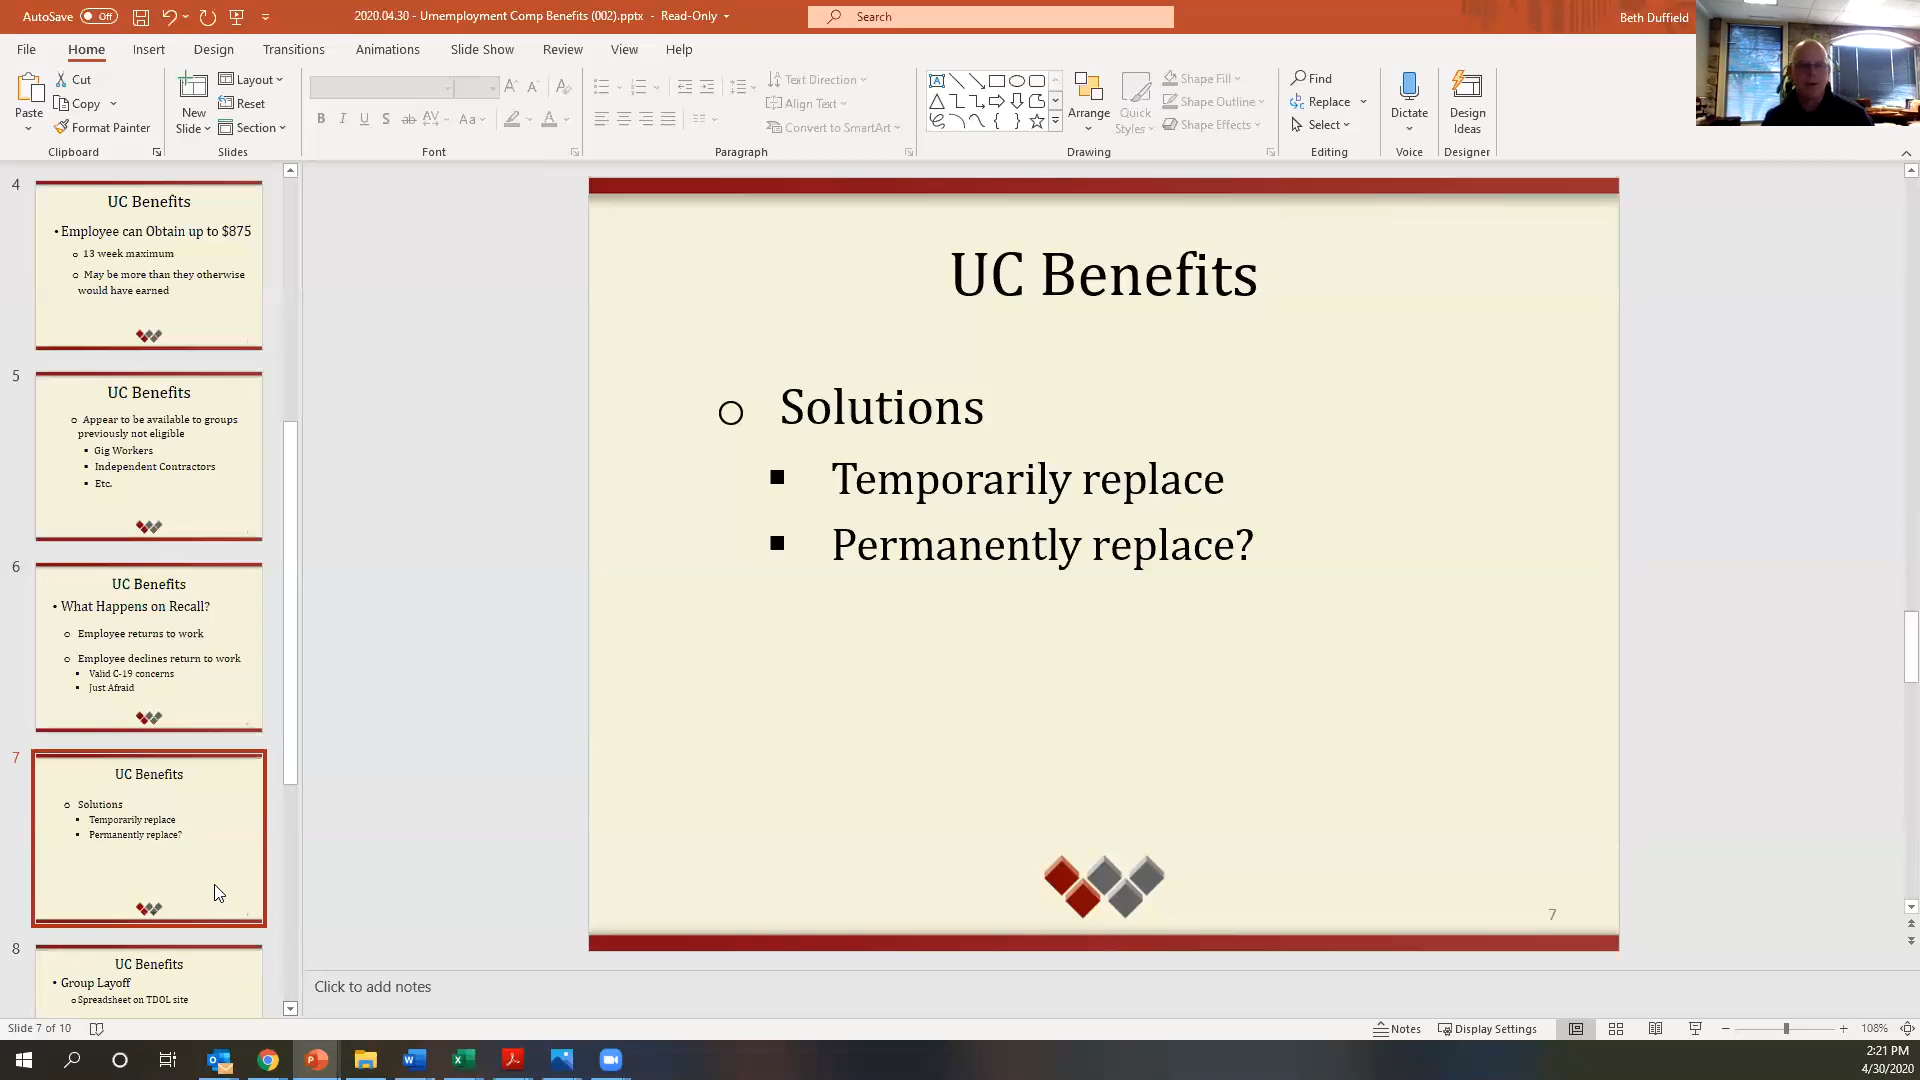 AutoSave Off
2020.04.30 - Umemployment Comp Benefits (002).pptx - Read-Only
Search
Beth Duffield
File Home Insert Design Transitions Animations Slide Show Review View Help
Paste
Cut
Copy
Format Painter
Clipboard
New Slide
Layout
Reset
Section
Slides
B I U S ab AV Aa A
Font
Text Direction
Align Text
Convert to SmartArt
Paragraph
Arrange
Quick Styles
Shape Fill
Shape Outline
Shape Effects
Drawing
Find
Replace
Select
Editing
Dictate
Voice
Design Ideas
Designer
4
UC Benefits
• Employee can Obtain up to $875
o 13 week maximum
o May be more than they otherwise
would have earned
5
UC Benefits
o Appear to be available to groups
previously not eligible
▪ Gig Workers
▪ Independent Contractors
▪ Etc.
6
UC Benefits
• What Happens on Recall?
o Employee returns to work
o Employee declines return to work
▪ Valid C-19 concerns
▪ Just Afraid
7
UC Benefits
o Solutions
▪ Temporarily replace
▪ Permanently replace?
8
UC Benefits
• Group Layoff
o Spreadsheet on TDOL site
UC Benefits
o Solutions
▪ Temporarily replace
▪ Permanently replace?
7
Click to add notes
Slide 7 of 10
Notes
Display Settings
108%
2:21 PM
4/30/2020